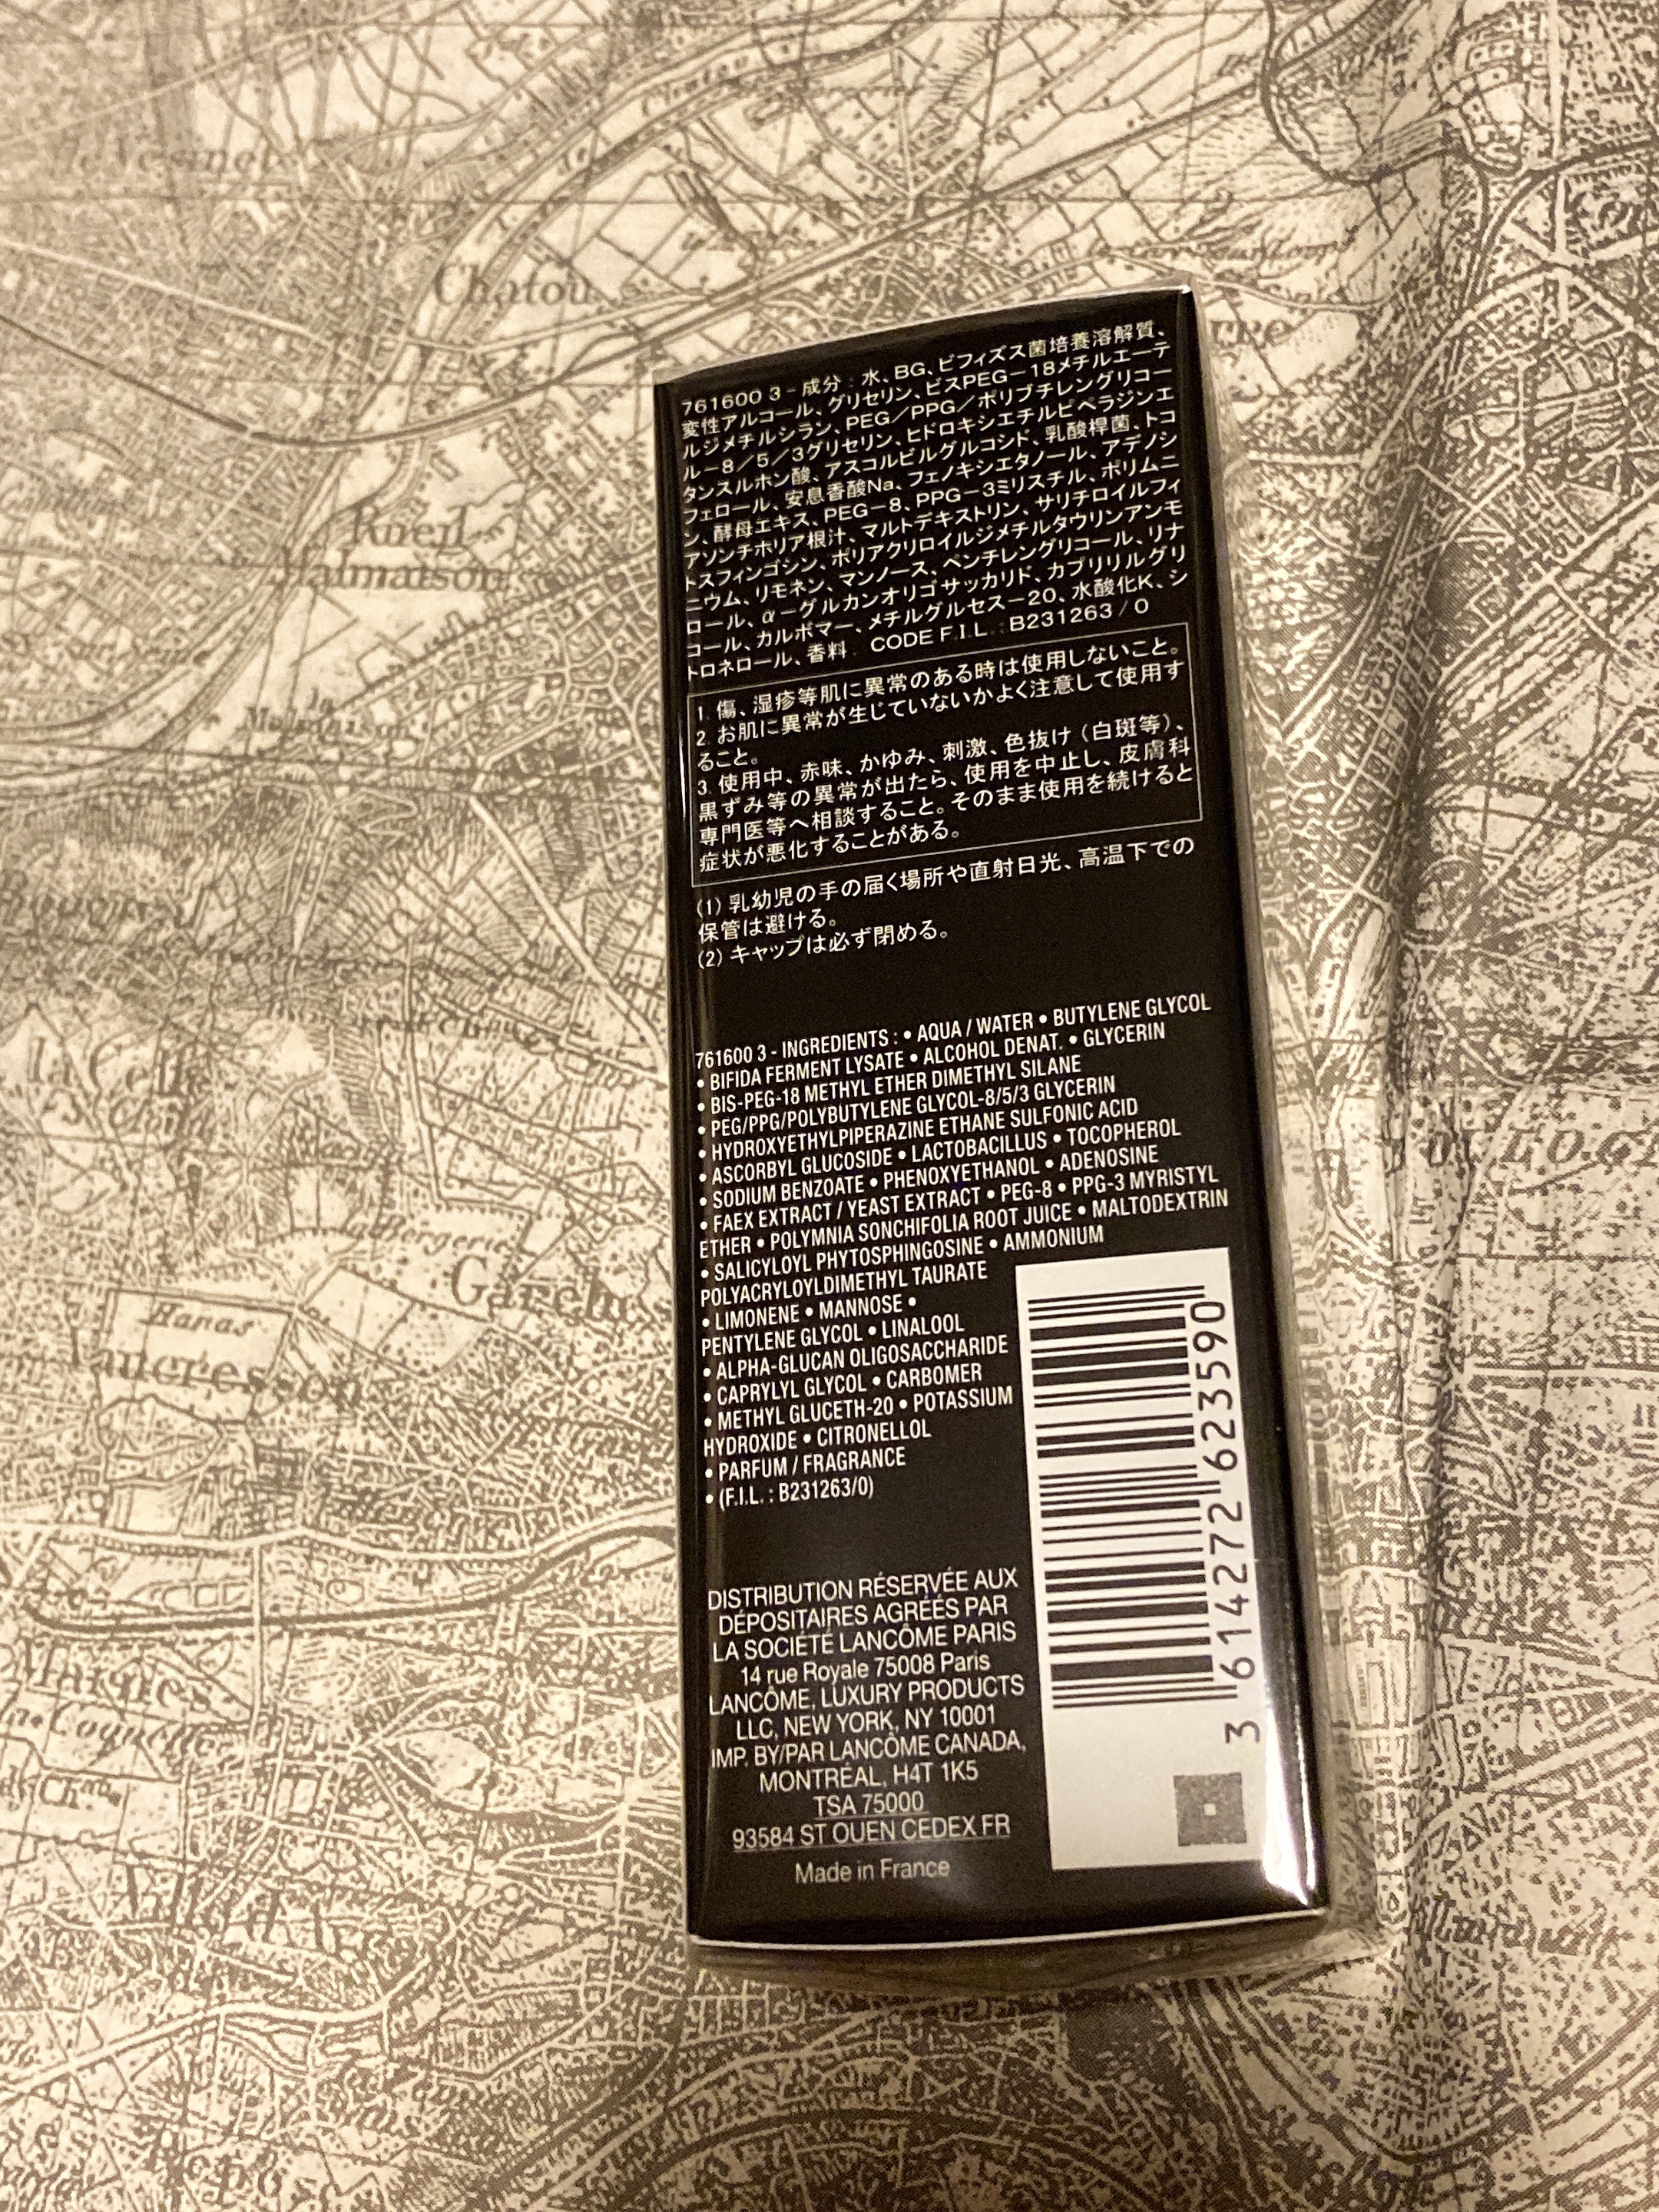 Chatou
Rueil
Malmaison
Garches
Haras
Vaucresson
761600 3 - 成分 : 水、BG、ビフィズス菌培養溶解質、
変性アルコール、グリセリン、ビスPEG－18メチルエーテ
ルジメチルシラン、PEG／PPG／ポリブチレングリコー
ル－8／5／3グリセリン、ヒドロキシエチルピペラジンエ
タンスルホン酸、アスコルビルグルコシド、乳酸桿菌、トコ
フェロール、安息香酸Na、フェノキシエタノール、アデノシ
ン、酵母エキス、PEG－8、PPG－3ミリスチル、ポリムニ
アソンチホリア根汁、マルトデキストリン、サリチロイルフィ
トスフィンゴシン、ポリアクリロイルジメチルタウリンアンモ
ニウム、リモネン、マンノース、ペンチレングリコール、リナ
ロール、α－グルカンオリゴサッカリド、カプリリルグリ
コール、カルボマー、メチルグルセス－20、水酸化K、シ
トロネロール、香料. CODE F.I.L. : B231263 / 0
1. 傷、湿疹等肌に異常のある時は使用しないこと。
2. お肌に異常が生じていないかよく注意して使用す
ること。
3. 使用中、赤味、かゆみ、刺激、色抜け（白斑等）、
黒ずみ等の異常が出たら、使用を中止し、皮膚科
専門医等へ相談すること。そのまま使用を続けると
症状が悪化することがある。
(1) 乳幼児の手の届く場所や直射日光、高温下での
保管は避ける。
(2) キャップは必ず閉める。
761600 3 - INGREDIENTS : • AQUA / WATER • BUTYLENE GLYCOL
• BIFIDA FERMENT LYSATE • ALCOHOL DENAT. • GLYCERIN
• BIS-PEG-18 METHYL ETHER DIMETHYL SILANE
• PEG/PPG/POLYBUTYLENE GLYCOL-8/5/3 GLYCERIN
• HYDROXYETHYLPIPERAZINE ETHANE SULFONIC ACID
• ASCORBYL GLUCOSIDE • LACTOBACILLUS • TOCOPHEROL
• SODIUM BENZOATE • PHENOXYETHANOL • ADENOSINE
• FAEX EXTRACT / YEAST EXTRACT • PEG-8 • PPG-3 MYRISTYL
ETHER • POLYMNIA SONCHIFOLIA ROOT JUICE • MALTODEXTRIN
• SALICYLOYL PHYTOSPHINGOSINE • AMMONIUM
POLYACRYLOYLDIMETHYL TAURATE
• LIMONENE • MANNOSE •
PENTYLENE GLYCOL • LINALOOL
• ALPHA-GLUCAN OLIGOSACCHARIDE
• CAPRYLYL GLYCOL • CARBOMER
• METHYL GLUCETH-20 • POTASSIUM
HYDROXIDE • CITRONELLOL
• PARFUM / FRAGRANCE
• (F.I.L. : B231263/0)
DISTRIBUTION RÉSERVÉE AUX
DÉPOSITAIRES AGRÉÉS PAR
LA SOCIÉTÉ LANCÔME PARIS
14 rue Royale 75008 Paris
LANCÔME, LUXURY PRODUCTS
LLC, NEW YORK, NY 10001
IMP. BY/PAR LANCÔME CANADA,
MONTRÉAL, H4T 1K5
TSA 75000
93584 ST OUEN CEDEX FR
Made in France
3 614272 623590